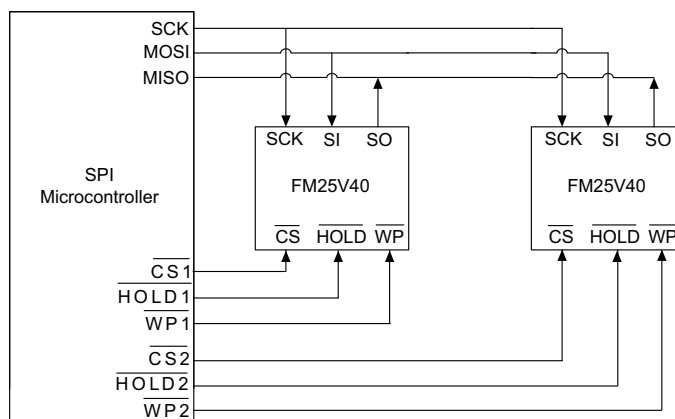 SCK
MOSI
MISO
SCK SI SO
SCK SI SO
SPI
Microcontroller
FM25V40
FM25V40
CS HOLD WP
CS HOLD WP
CS1
HOLD1
WP1
CS2
HOLD2
WP2